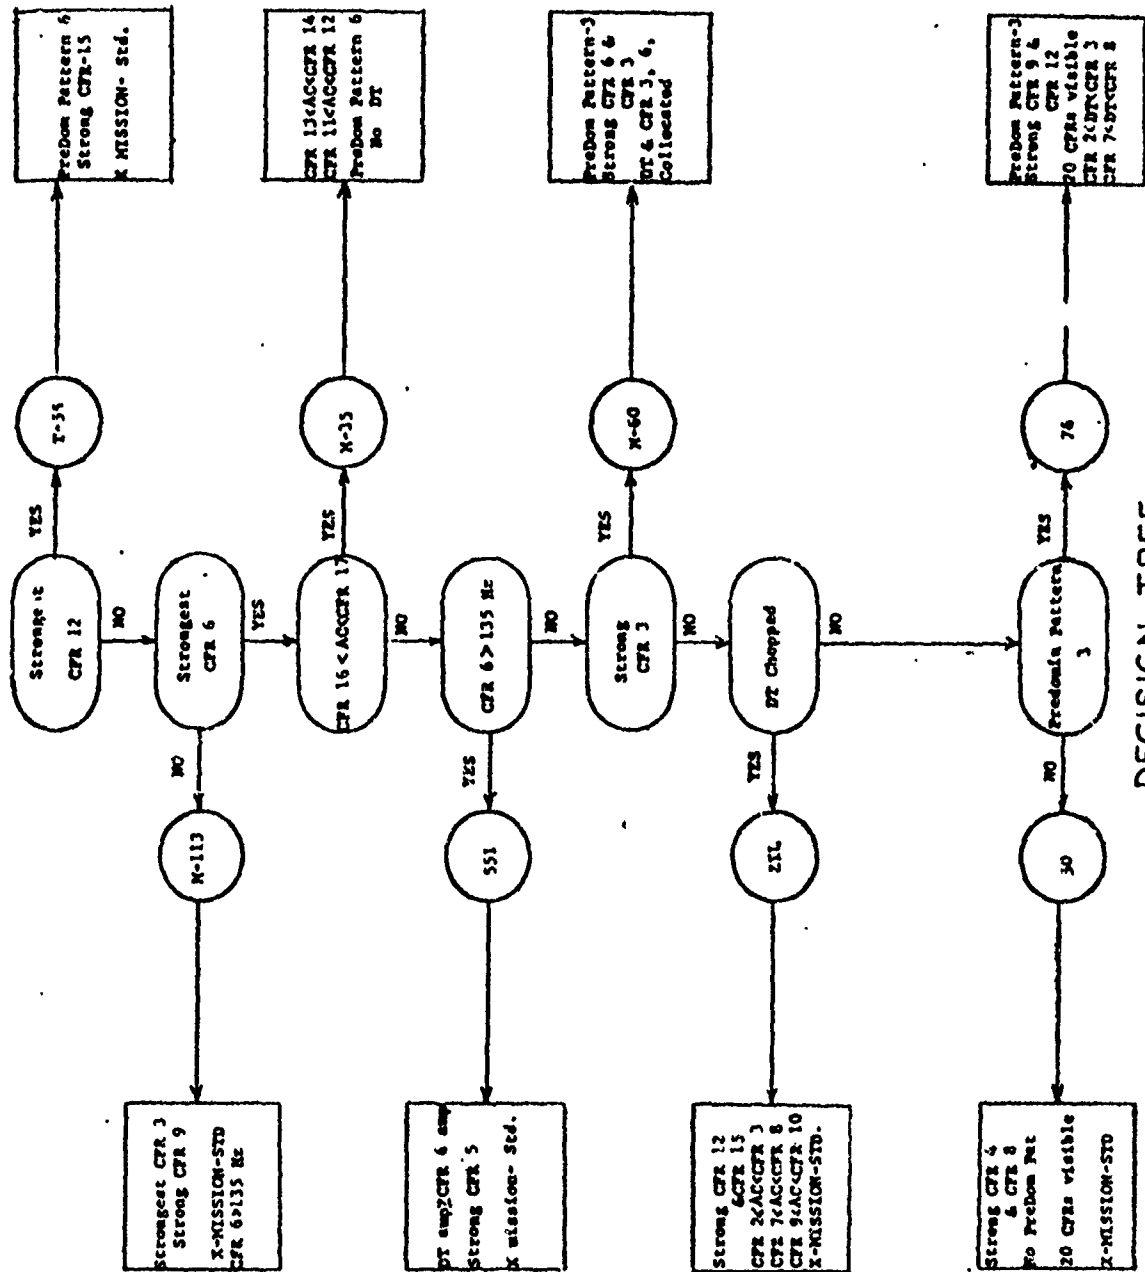 Strongest
CFR 12
YES
T-54
PreDom Pattern 6
Strong CFR-15
X MISSION- Std.
NO
Strongest
CFR 6
NO
M-113
Strongest CFR 3
Strong CFR 9
X-MISSION-STD
CFR 6>135 Hz
YES
CFR 16<AC<CFR 17
YES
M-35
CFR 13<AC<CFR 14
CFR 11<AC<CFR 12
PreDom Pattern 6
No DT
NO
CFR 6>135 Hz
YES
551
DT amp CFR 6 amp
Strong CFR 5
X mission- Std.
NO
Strong
CFR 3
YES
M-60
PreDom Pattern-3
Strong CFR 6 &
CFR 3
DT & CFR 3, 6,
Collocated
NO
DT Chopped
YES
ZIL
Strong CFR 12
&CFR 15
CFR 2<AC<CFR 3
CFR 7<AC<CFR 8
CFR 9<AC<CFR 10
X-MISSION-STD.
NO
Predomin Pattern
3
YES
76
PreDom Pattern-3
Strong CFR 9 &
CFR 12
20 CFRs visible
CFR 2<DT<CFR 3
CFR 7<DT<CFR 8
NO
30
Strong CFR 4
& CFR 8
No PreDom Pat
20 CFRs visible
X-MISSION-STD
DECISION TREE